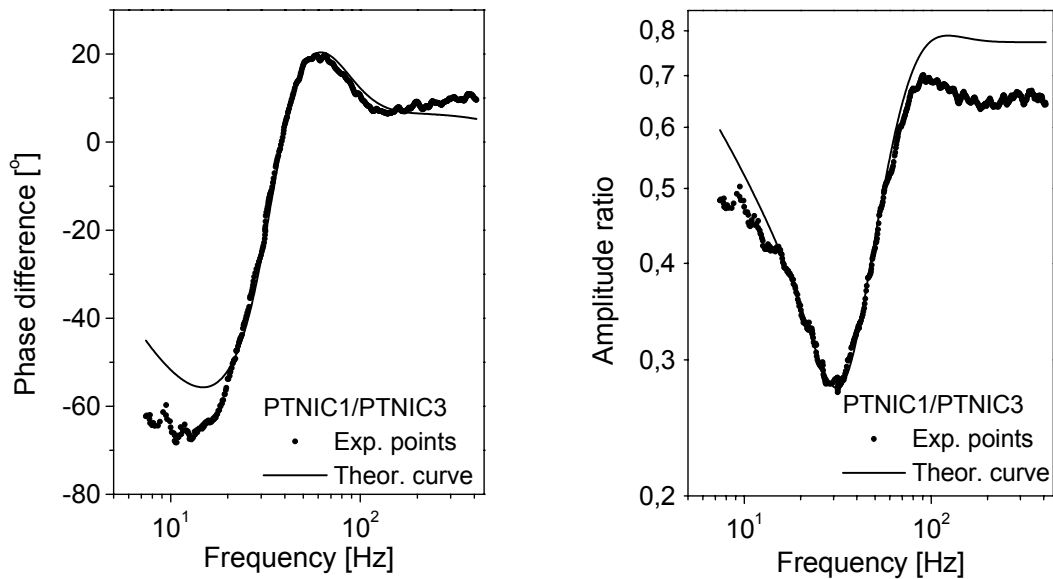 Phase difference [°]
20
0
-20
-40
-60
-80
PTNIC1/PTNIC3
Exp. points
Theor. curve
10¹
10²
Frequency [Hz]
Amplitude ratio
0,8
0,7
0,6
0,5
0,4
0,3
0,2
PTNIC1/PTNIC3
Exp. points
Theor. curve
10¹
10²
Frequency [Hz]